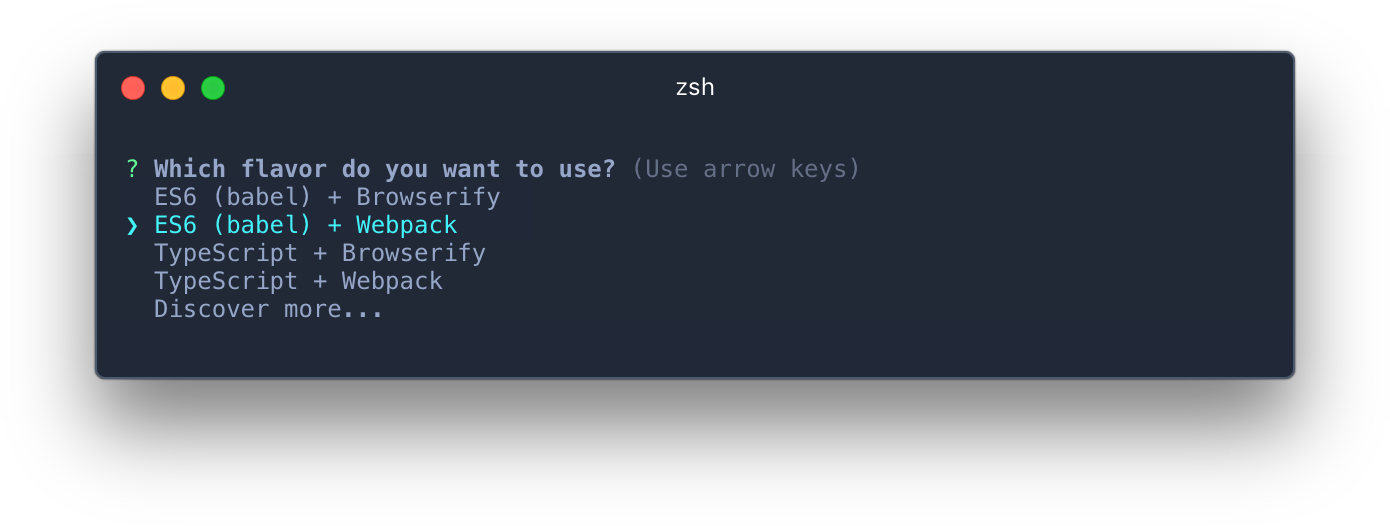 zsh
? Which flavor do you want to use? (Use arrow keys)
ES6 (babel) + Browserify
❯ ES6 (babel) + Webpack
TypeScript + Browserify
TypeScript + Webpack
Discover more...